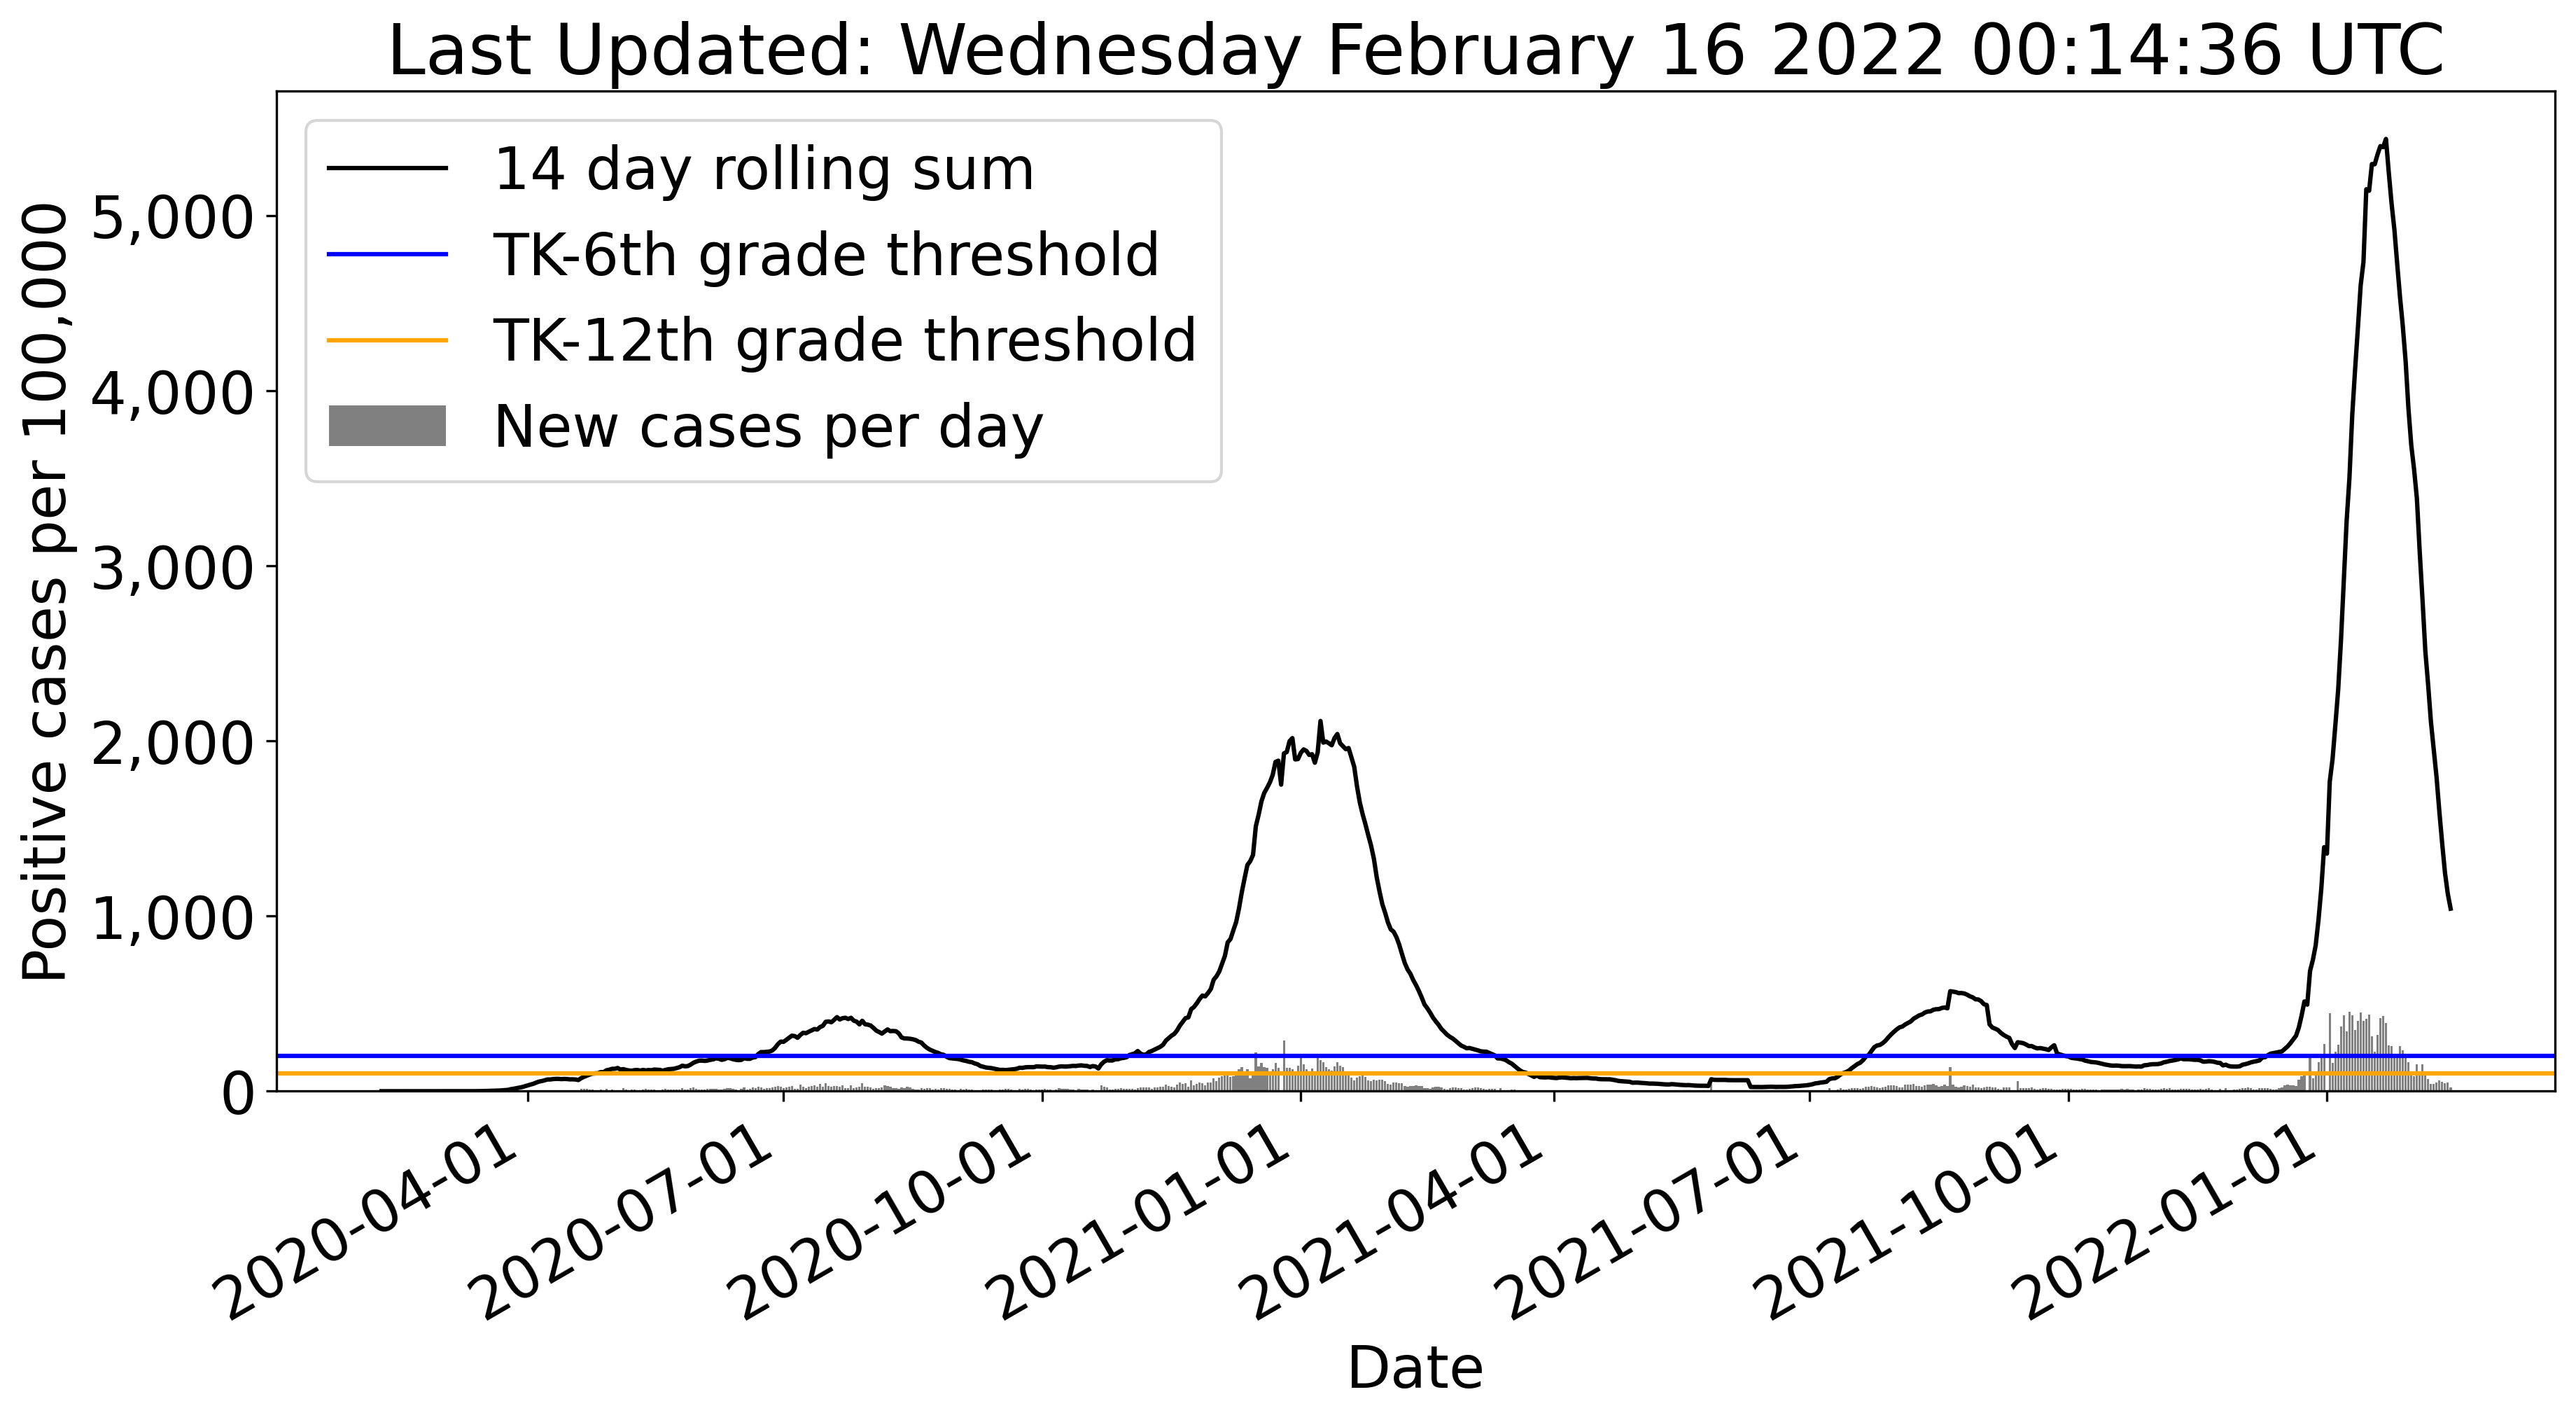 Last Updated: Wednesday February 16 2022 00:14:36 UTC
14 day rolling sum
TK-6th grade threshold
TK-12th grade threshold
New cases per day
Positive cases per 100,000
5,000
4,000
3,000
2,000
1,000
0
2020-04-01
2020-07-01
2020-10-01
2021-01-01
2021-04-01
2021-07-01
2021-10-01
2022-01-01
Date